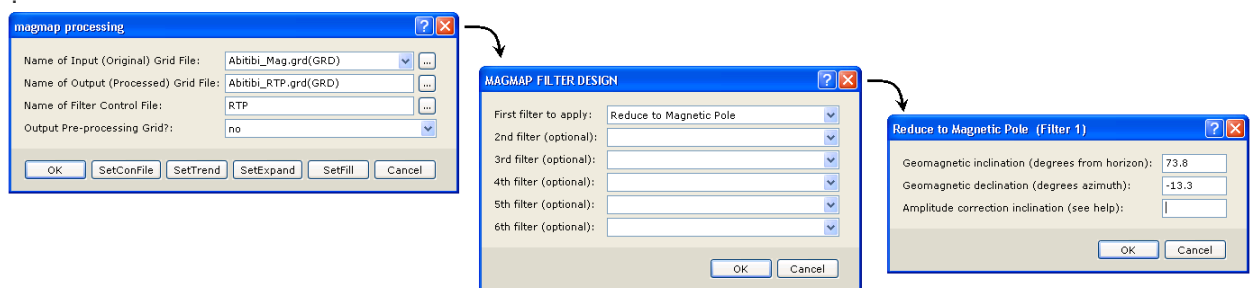 magmap processing
Name of Input (Original) Grid File: Abitibi_Mag.grd(GRD) ...
Name of Output (Processed) Grid File: Abitibi_RTP.grd(GRD) ...
Name of Filter Control File: RTP ...
Output Pre-processing Grid?: no
OK SetConFile SetTrend SetExpand SetFill Cancel
MAGMAP FILTER DESIGN
First filter to apply: Reduce to Magnetic Pole
2nd filter (optional):
3rd filter (optional):
4th filter (optional):
5th filter (optional):
6th filter (optional):
OK Cancel
Reduce to Magnetic Pole (Filter 1)
Geomagnetic inclination (degrees from horizon): 73.8
Geomagnetic declination (degrees azimuth): -13.3
Amplitude correction inclination (see help):
OK Cancel